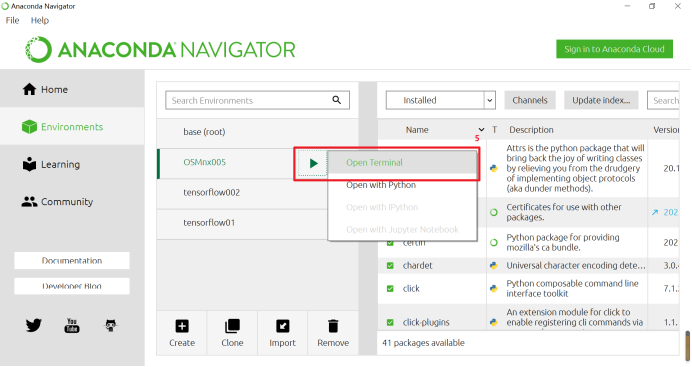 Anaconda Navigator
File Help
ANACONDA NAVIGATOR
Sign in to Anaconda Cloud
Home
Environments
Learning
Community
Documentation
Developer Blog
Search Environments
base (root)
OSMnx005
tensorflow002
tensorflow01
5
Open Terminal
Open with Python
Open with IPython
Open with Jupyter Notebook
Create Clone Import Remove
Installed Channels Update index... Search
Name T Description Version
Attrs is the python package that will
bring back the joy of writing classes
by relieving you from the drudgery
of implementing object protocols
(aka dunder methods).
20.1
Certificates for use with other
packages.
202
certifi
Python package for providing
mozilla's ca bundle.
202
chardet Universal character encoding dete... 3.0.4
click
Python composable command line
interface toolkit
7.1.
click-plugins
An extension module for click to
enable registering cli commands via
1.1.
41 packages available